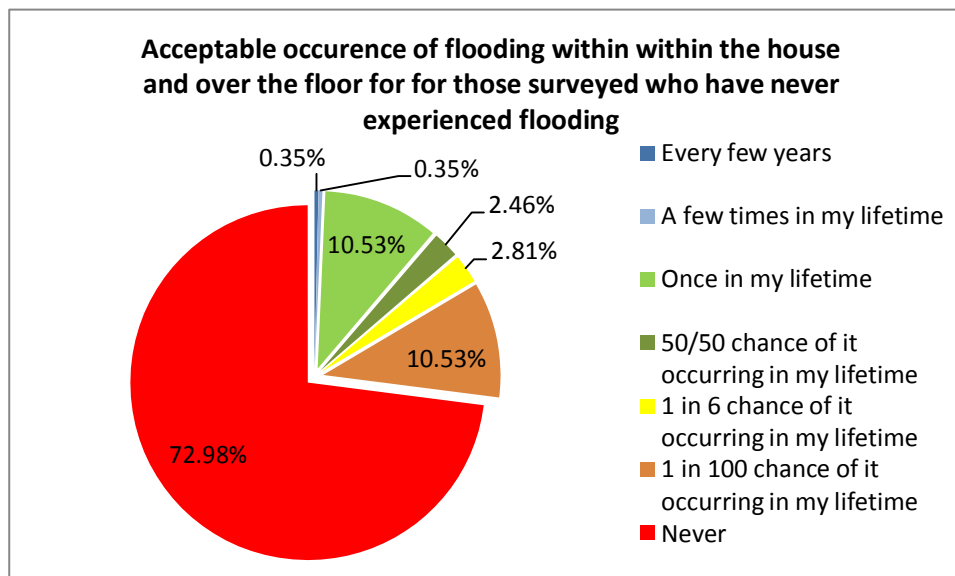 Acceptable occurence of flooding within within the house
and over the floor for for those surveyed who have never
experienced flooding
0.35%
0.35%
2.46%
2.81%
10.53%
10.53%
72.98%
Every few years
A few times in my lifetime
Once in my lifetime
50/50 chance of it
occurring in my lifetime
1 in 6 chance of it
occurring in my lifetime
1 in 100 chance of it
occurring in my lifetime
Never